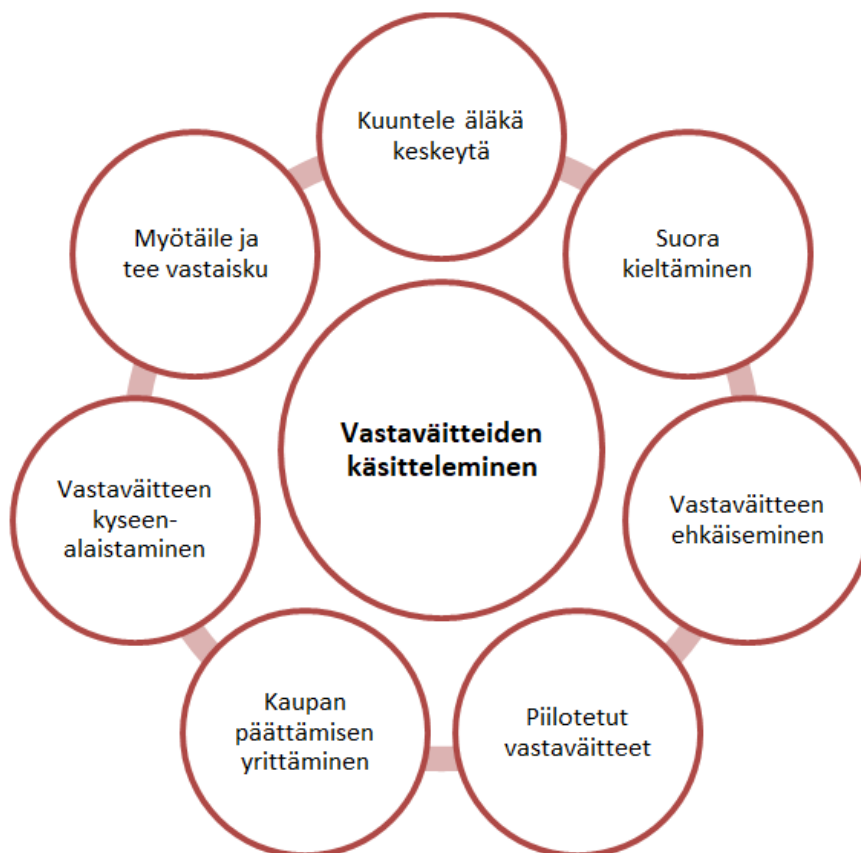 Kuuntele äläkä
keskeytä
Suora
kieltäminen
Vastaväitteen
ehkäiseminen
Piilotetut
vastaväitteet
Kaupan
päättämisen
yrittäminen
Vastaväitteen
kyseen-
alaistaminen
Myötäile ja
tee vastaisku
Vastaväitteiden
käsitteleminen